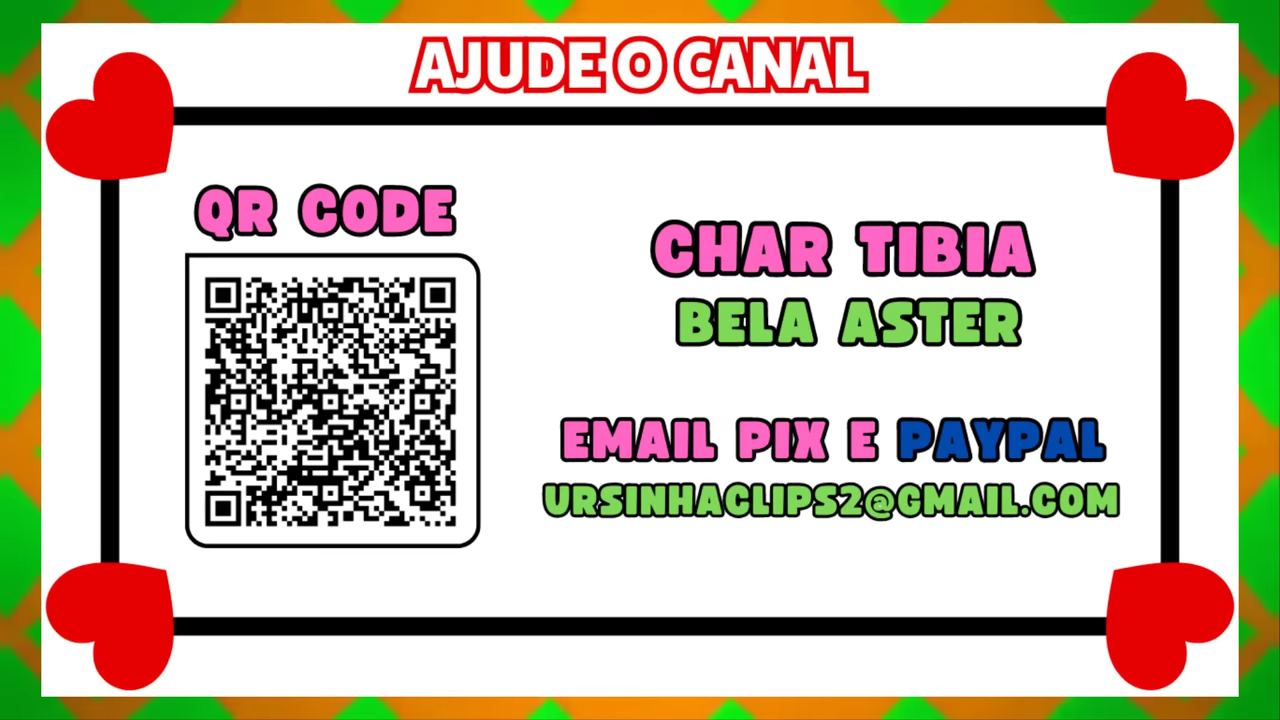 AJUDE O CANAL
QR CODE
CHAR TIBIA
BELA ASTER
EMAIL PIX E PAYPAL
URSINHACLIPS2@GMAIL.COM